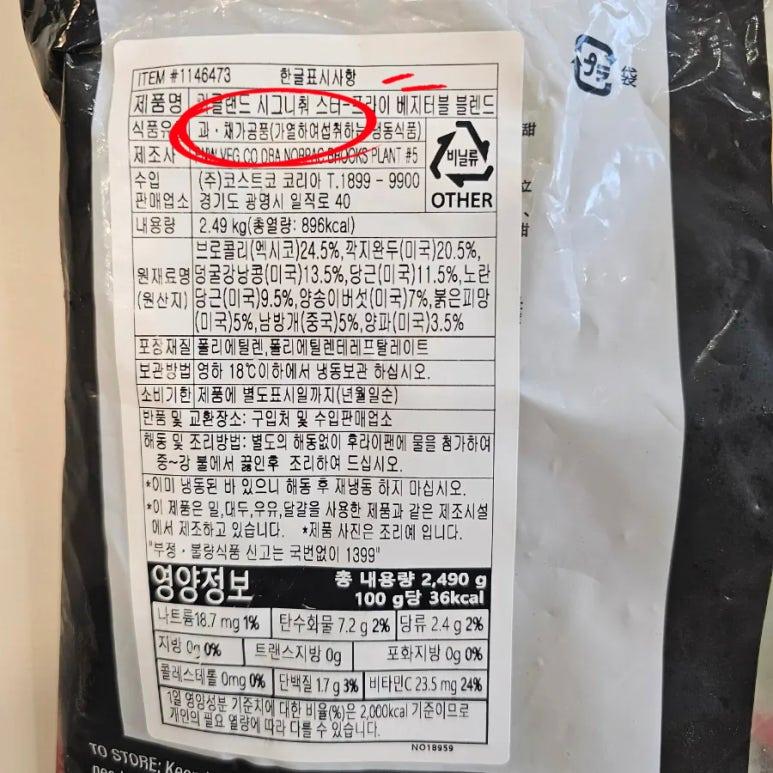 ITEM #1146473 한글표시사항
제품명 커클랜드 시그니춰 스터-프라이 베지터블 블렌드
식품유형 과·채가공품(가열하여섭취하는 냉동식품)
제조사 VEG CO DBA NORPAC BROOKS PLANT #5
수입 판매업소 (주)코스트코 코리아 T.1899 - 9900
경기도 광명시 일직로 40
비닐류
OTHER
내용량 2.49 kg(총열량: 896kcal)
원재료명 (원산지) 브로콜리(멕시코)24.5%,깍지완두(미국)20.5%,
덩굴강낭콩(미국)13.5%,당근(미국)11.5%,노란
당근(미국)9.5%,양송이버섯(미국)7%,붉은피망
(미국)5%,남방개(중국)5%,양파(미국)3.5%
포장재질 폴리에틸렌,폴리에틸렌테레프탈레이트
보관방법 영하 18℃이하에서 냉동보관 하십시오.
소비기한 제품에 별도표시일까지(년월일순)
반품 및 교환장소: 구입처 및 수입판매업소
해동 및 조리방법: 별도의 해동없이 후라이팬에 물을 첨가하여
중~강 불에서 끓인후 조리하여 드십시오.
*이미 냉동된 바 있으니 해동 후 재냉동 하지 마십시오.
*이 제품은 밀,대두,우유,달걀을 사용한 제품과 같은 제조시설
에서 제조하고 있습니다. *제품 사진은 조리예 입니다.
"부정·불량식품 신고는 국번없이 1399"
영양정보 총 내용량 2,490 g
100 g당 36kcal
나트륨18.7 mg 1% 탄수화물 7.2 g 2% 당류 2.4 g 2%
지방 0g 0% 트랜스지방 0g 포화지방 0g 0%
콜레스테롤 0mg 0% 단백질 1.7 g 3% 비타민C 23.5 mg 24%
1일 영양성분 기준치에 대한 비율(%)은 2,000kcal 기준이므로
개인의 필요 열량에 따라 다를 수 있습니다.
NO18959
プラ 袋
甜
立
甜
TO STORE: Keep